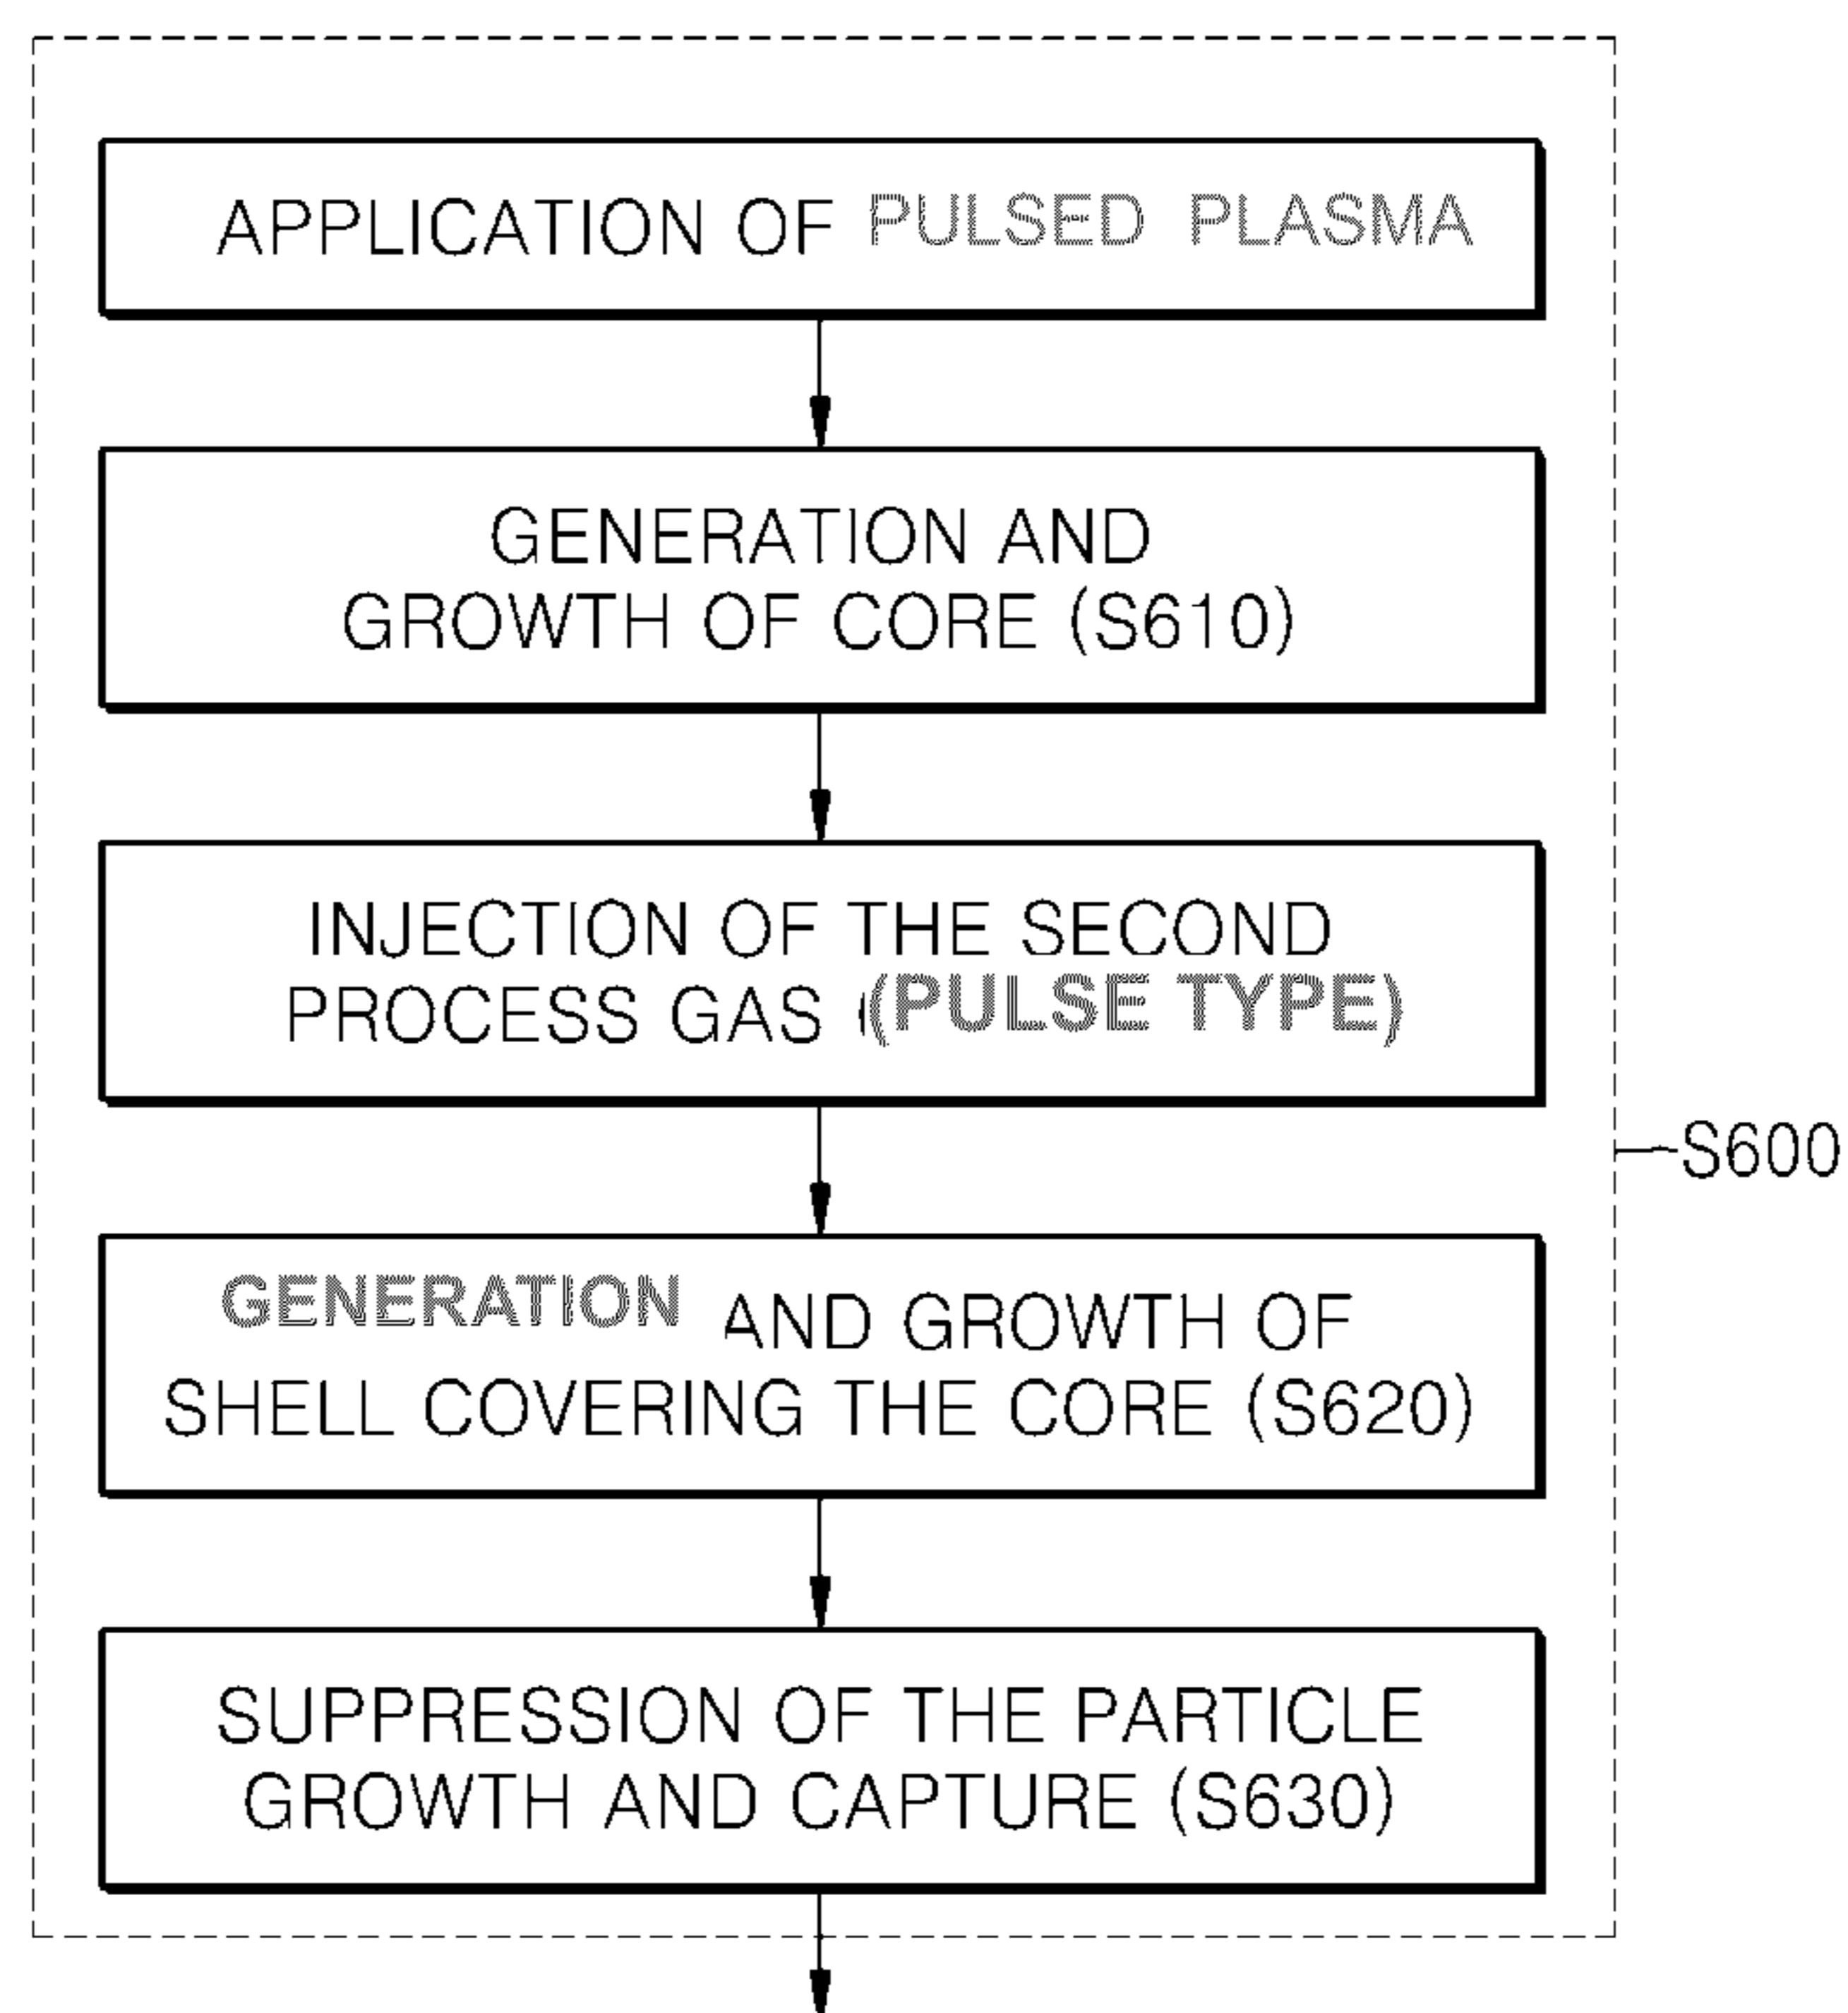 APPLICATION OF PULSED PLASMA
GENERATION AND
GROWTH OF CORE (S610)
INJECTION OF THE SECOND
PROCESS GAS ((PULSE TYPE)
S600
GENERATION AND GROWTH OF
SHELL COVERING THE CORE (S620)
SUPPRESSION OF THE PARTICLE
GROWTH AND CAPTURE (S630)